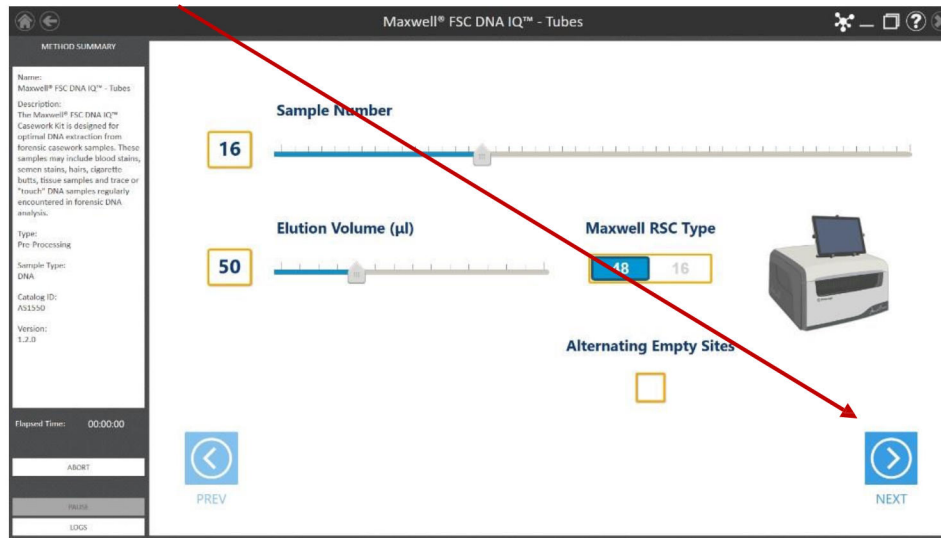 Maxwell® FSC DNA IQ™ - Tubes
METHOD SUMMARY
Name:
Maxwell® FSC DNA IQ™ - Tubes
Description:
The Maxwell® FSC DNA IQ™
Casework Kit is designed for
optimal DNA extraction from
forensic casework samples. These
samples may include blood stains,
semen stains, hairs, cigarette
butts, tissue samples and trace or
"touch" DNA samples regularly
encountered in forensic DNA
analysis.
Type:
Pre-Processing
Sample Type:
DNA
Catalog ID:
AS1550
Version:
1.2.0
Elapsed Time: 00:00:00
ABORT
PAUSE
LOGS
Sample Number
16
Elution Volume (µl)
50
Maxwell RSC Type
48 16
Alternating Empty Sites
PREV
NEXT